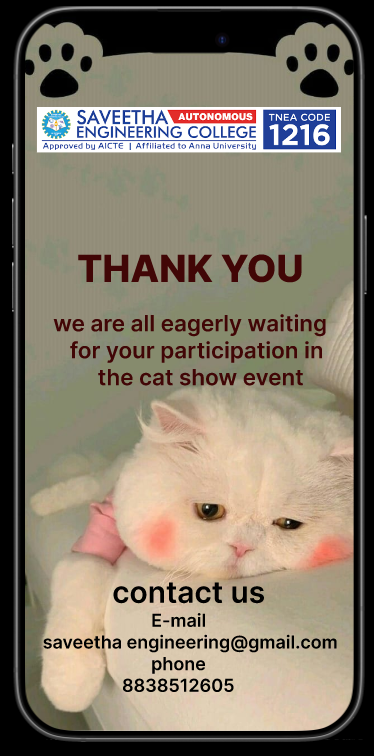 SAVEETHA AUTONOMOUS
ENGINEERING COLLEGE
Approved by AICTE | Affiliated to Anna University
TNEA CODE
1216
THANK YOU
we are all eagerly waiting
for your participation in
the cat show event
contact us
E-mail
saveetha engineering@gmail.com
phone
8838512605